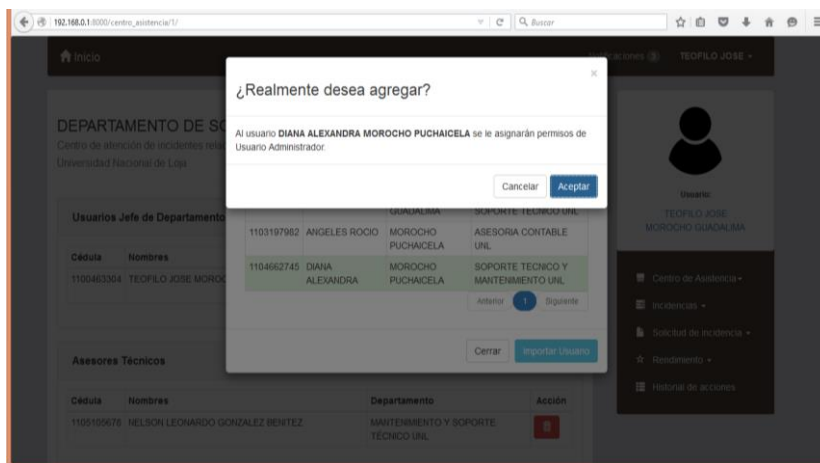 192.168.0.1:8000/centro_asistencia/1/
Buscar
Inicio
aciones
TEOFILO JOSE
¿Realmente desea agregar?
×
Al usuario DIANA ALEXANDRA MOROCHO PUCHAICELA se le asignarán permisos de
Usuario Administrador.
Cancelar
Aceptar
DEPARTAMENTO DE SO
Centro de atención de incidentes rela
Universidad Nacional de Loja
Usuarios Jefe de Departamento
Cédula Nombres
1100463304 TEOFILO JOSE MOROC
GUADALIMA SOPORTE TECNICO UNL
1103197982 ANGELES ROCIO MOROCHO ASESORIA CONTABLE
PUCHAICELA UNL
1104662745 DIANA MOROCHO SOPORTE TECNICO Y
ALEXANDRA PUCHAICELA MANTENIMIENTO UNL
Anterior 1 Siguiente
Cerrar
Importar Usuario
Asesores Técnicos
Cédula Nombres Departamento Acción
1105105678 NELSON LEONARDO GONZALEZ BENITEZ MANTENIMIENTO Y SOPORTE
TÉCNICO UNL
Usuario:
TEOFILO JOSE
MOROCHO GUADALIMA
Centro de Asistencia
Incidencias
Solicitud de incidencia
Rendimiento
Historial de acciones